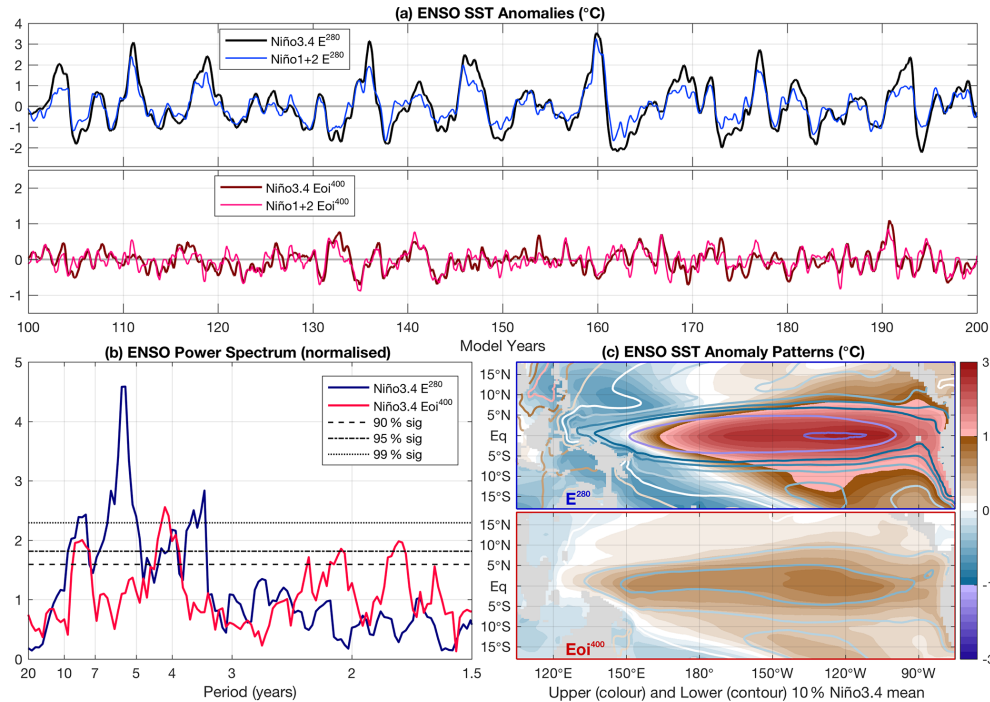 (a) ENSO SST Anomalies (°C)
4
3
2
1
0
-1
-2
Niño3.4 E²⁸⁰
Niño1+2 E²⁸⁰
2
1
0
-1
Niño3.4 Eoi⁴⁰⁰
Niño1+2 Eoi⁴⁰⁰
100 110 120 130 140 150 160 170 180 190 200
Model Years
(b) ENSO Power Spectrum (normalised)
5
4
3
2
1
0
Niño3.4 E²⁸⁰
Niño3.4 Eoi⁴⁰⁰
90 % sig
95 % sig
99 % sig
20 10 7 5 4 3 2 1.5
Period (years)
(c) ENSO SST Anomaly Patterns (°C)
15°N
10°N
5°N
Eq
5°S
10°S
15°S
E²⁸⁰
15°N
10°N
5°N
Eq
5°S
10°S
15°S
Eoi⁴⁰⁰
120°E 150°E 180° 150°W 120°W 90°W
Upper (colour) and Lower (contour) 10 % Niño3.4 mean
3
1
0
-1
-3